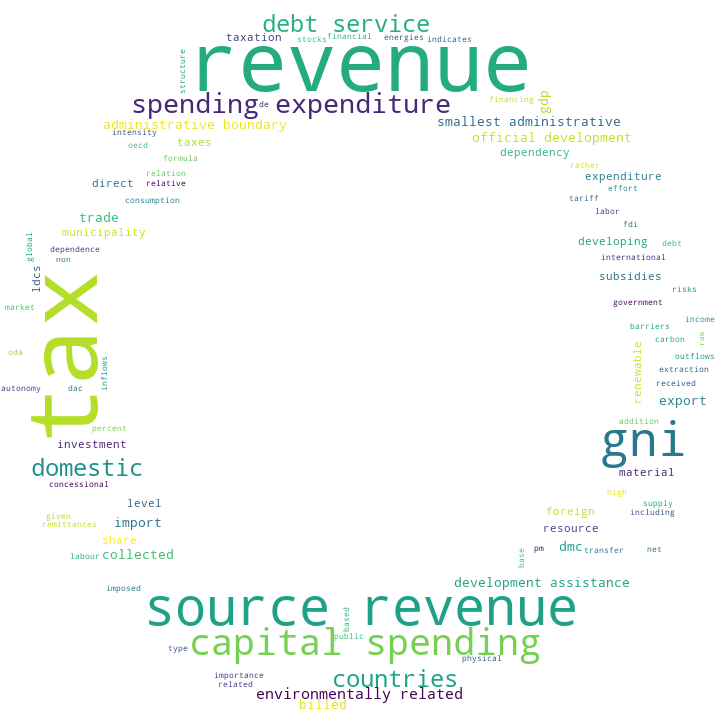 debt service
taxation
stocks
financial
energies
indicates
revenue
structure
spending
de
expenditure
financing
gdp
administrative boundary
smallest administrative
intensity
taxes
official development
oecd
dependency
formula
rather
relation
expenditure
direct
relative
effort
consumption
tariff
labor
trade
fdi
municipality
developing
debt
global
dependence
non
international
ldcs
subsidies
risks
tax
government
market
income
barriers
carbon
raw
oda
outflows
inflows
renewable
extraction
autonomy
dac
received
export
percent
addition
investment
gni
domestic
material
concessional
high
level
supply
given
remittances
import
foreign
including
resource
share
labour
collected
base
pm
dmc
transfer
net
imposed
development assistance
source revenue
based
public
capital spending
type
physical
importance
related
countries
environmentally related
billed